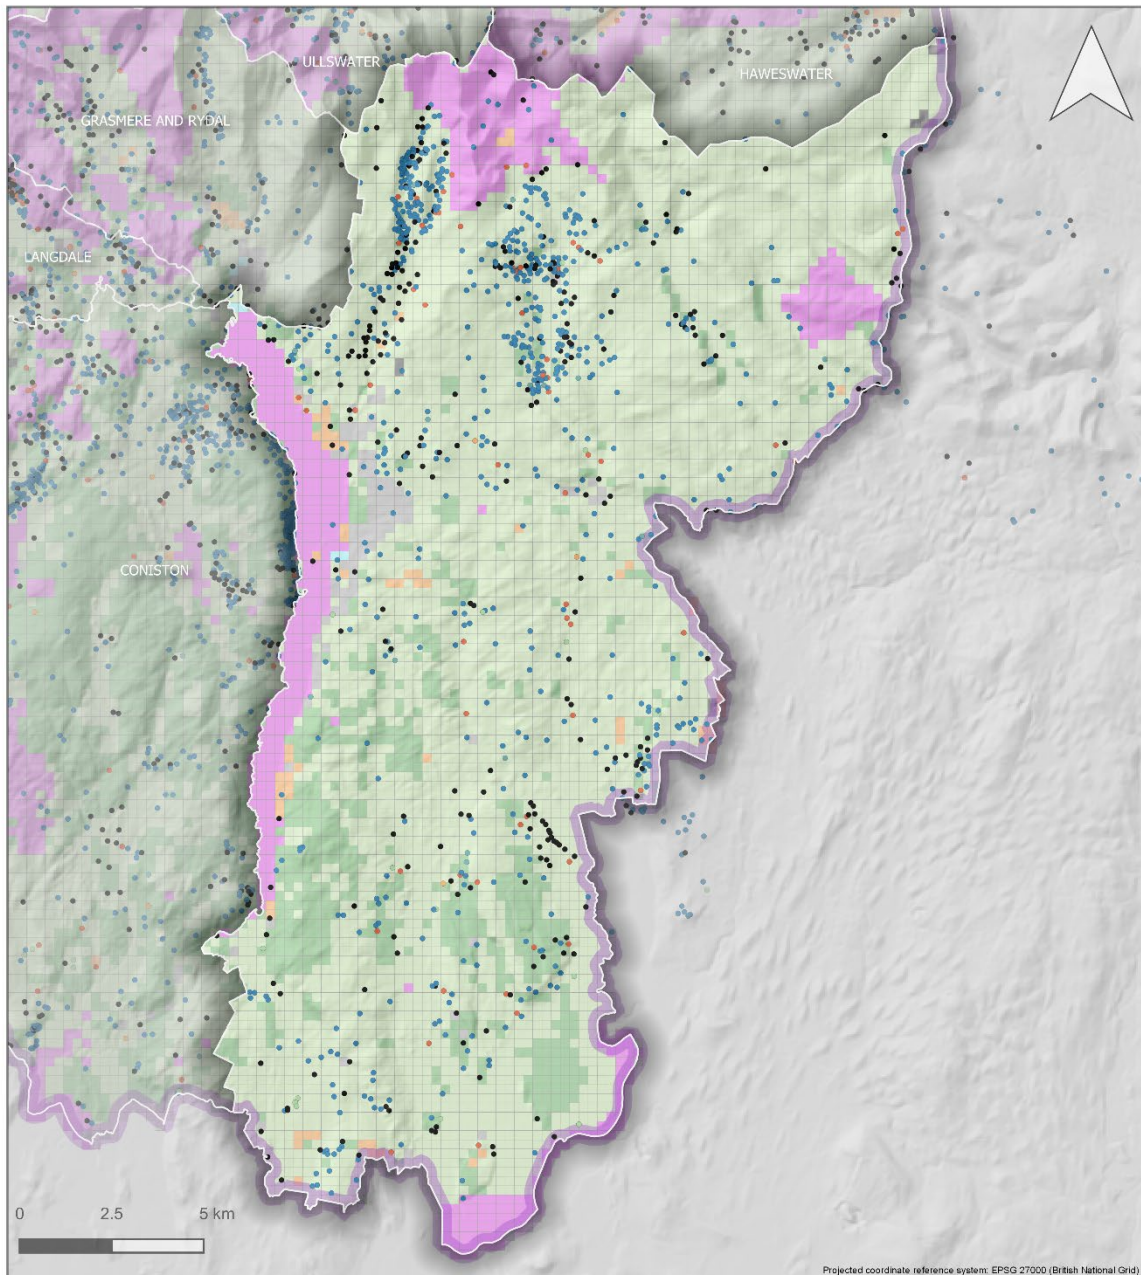 ULLSWATER
HAWESWATER
GRASMERE AND RYDAL
LANGDALE
CONISTON
0 2.5 5 km
Projected coordinate reference system: EPSG 27000 (British National Grid)